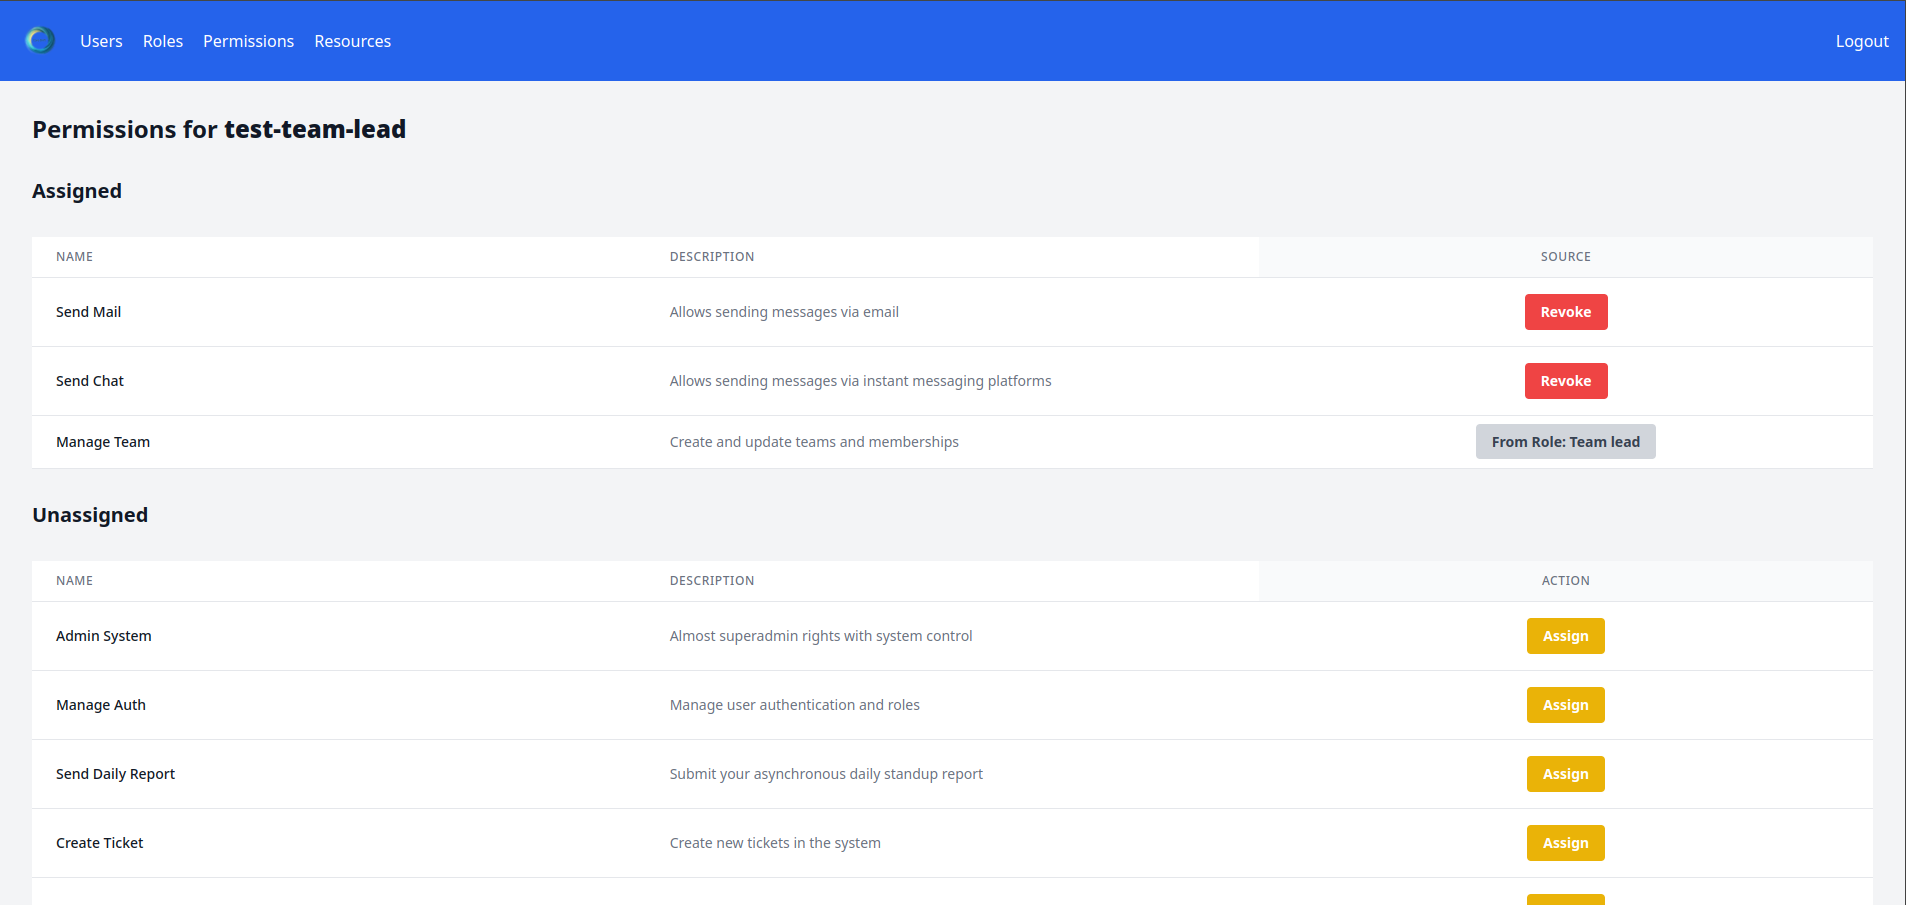 Users Roles Permissions Resources Logout
Permissions for test-team-lead
Assigned
NAME DESCRIPTION SOURCE
Send Mail Allows sending messages via email Revoke
Send Chat Allows sending messages via instant messaging platforms Revoke
Manage Team Create and update teams and memberships From Role: Team lead
Unassigned
NAME DESCRIPTION ACTION
Admin System Almost superadmin rights with system control Assign
Manage Auth Manage user authentication and roles Assign
Send Daily Report Submit your asynchronous daily standup report Assign
Create Ticket Create new tickets in the system Assign